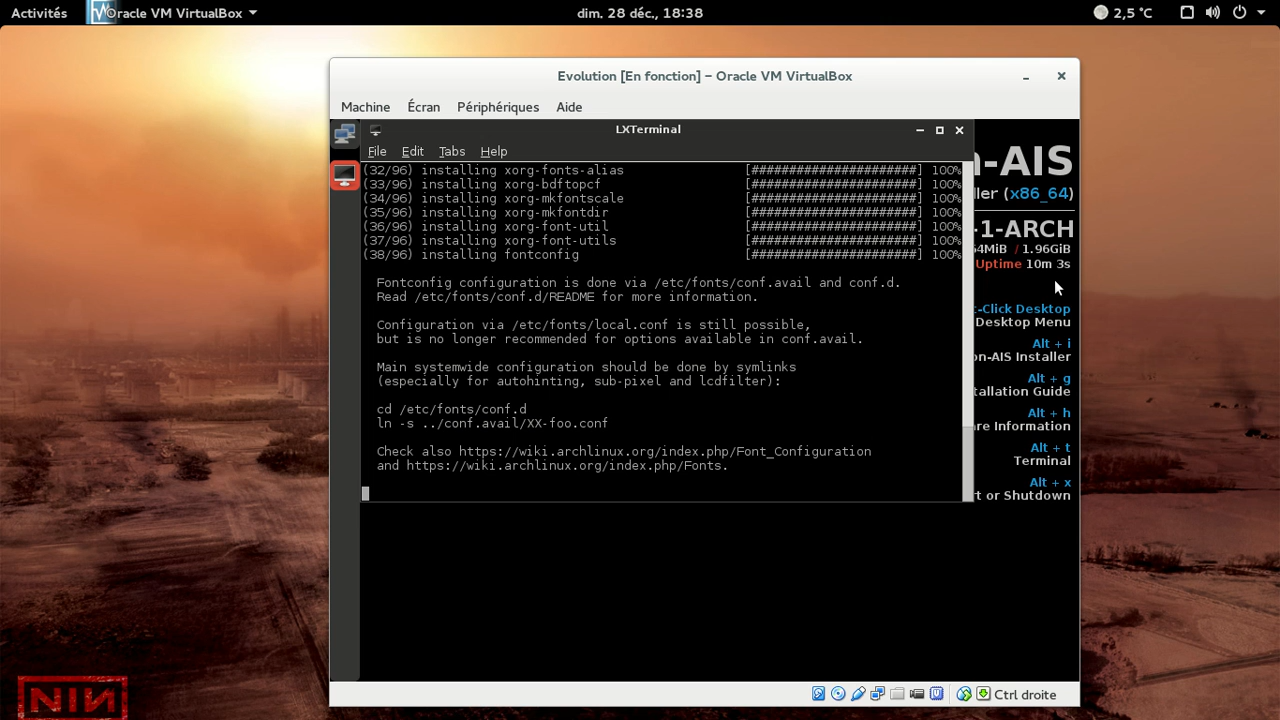 Activités
Oracle VM VirtualBox
dim. 28 déc., 18:38
2,5 °C
Evolution [En fonction] – Oracle VM VirtualBox
Machine Écran Périphériques Aide
LXTerminal
File Edit Tabs Help
(32/96) installing xorg-fonts-alias [######################] 100%
(33/96) installing xorg-bdftopcf [######################] 100%
(34/96) installing xorg-mkfontscale [######################] 100%
(35/96) installing xorg-mkfontdir [######################] 100%
(36/96) installing xorg-font-util [######################] 100%
(37/96) installing xorg-font-utils [######################] 100%
(38/96) installing fontconfig [######################] 100%
Fontconfig configuration is done via /etc/fonts/conf.avail and conf.d.
Read /etc/fonts/conf.d/README for more information.
Configuration via /etc/fonts/local.conf is still possible,
but is no longer recommended for options available in conf.avail.
Main systemwide configuration should be done by symlinks
(especially for autohinting, sub-pixel and lcdfilter):
cd /etc/fonts/conf.d
ln -s ../conf.avail/XX-foo.conf
Check also https://wiki.archlinux.org/index.php/Font_Configuration
and https://wiki.archlinux.org/index.php/Fonts.
n-AIS
ller (x86_64)
-1-ARCH
64MiB / 1.96GiB
Uptime 10m 3s
t-Click Desktop
Desktop Menu
Alt + i
on-AIS Installer
Alt + g
tallation Guide
Alt + h
re Information
Alt + t
Terminal
Alt + x
rt or Shutdown
Ctrl droite
NIN